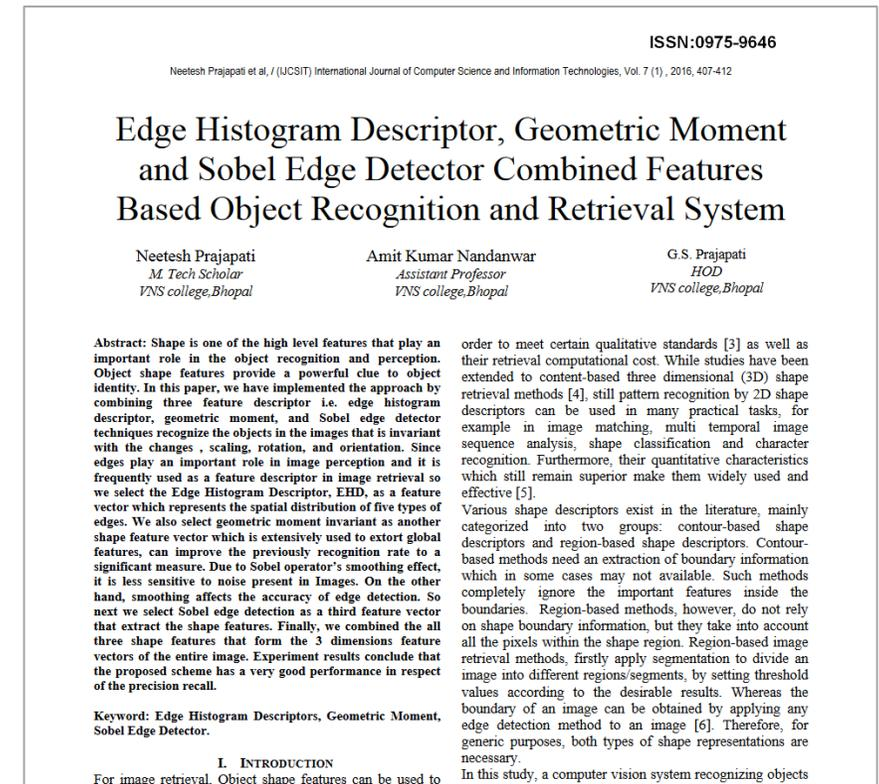 ISSN:0975-9646
Neetesh Prajapati et al, / (IJCSIT) International Journal of Computer Science and Information Technologies, Vol. 7 (1) , 2016, 407-412
Edge Histogram Descriptor, Geometric Moment
and Sobel Edge Detector Combined Features
Based Object Recognition and Retrieval System
Neetesh Prajapati
M. Tech Scholar
VNS college,Bhopal
Amit Kumar Nandanwar
Assistant Professor
VNS college,Bhopal
G.S. Prajapati
HOD
VNS college,Bhopal
Abstract: Shape is one of the high level features that play an
important role in the object recognition and perception.
Object shape features provide a powerful clue to object
identity. In this paper, we have implemented the approach by
combining three feature descriptor i.e. edge histogram
descriptor, geometric moment, and Sobel edge detector
techniques recognize the objects in the images that is invariant
with the changes , scaling, rotation, and orientation. Since
edges play an important role in image perception and it is
frequently used as a feature descriptor in image retrieval so
we select the Edge Histogram Descriptor, EHD, as a feature
vector which represents the spatial distribution of five types of
edges. We also select geometric moment invariant as another
shape feature vector which is extensively used to extort global
features, can improve the previously recognition rate to a
significant measure. Due to Sobel operator's smoothing effect,
it is less sensitive to noise present in Images. On the other
hand, smoothing affects the accuracy of edge detection. So
next we select Sobel edge detection as a third feature vector
that extract the shape features. Finally, we combined the all
three shape features that form the 3 dimensions feature
vectors of the entire image. Experiment results conclude that
the proposed scheme has a very good performance in respect
of the precision recall.
Keyword: Edge Histogram Descriptors, Geometric Moment,
Sobel Edge Detector.
I. INTRODUCTION
For image retrieval, Object shape features can be used to
order to meet certain qualitative standards [3] as well as
their retrieval computational cost. While studies have been
extended to content-based three dimensional (3D) shape
retrieval methods [4], still pattern recognition by 2D shape
descriptors can be used in many practical tasks, for
example in image matching, multi temporal image
sequence analysis, shape classification and character
recognition. Furthermore, their quantitative characteristics
which still remain superior make them widely used and
effective [5].
Various shape descriptors exist in the literature, mainly
categorized into two groups: contour-based shape
descriptors and region-based shape descriptors. Contour-
based methods need an extraction of boundary information
which in some cases may not available. Such methods
completely ignore the important features inside the
boundaries. Region-based methods, however, do not rely
on shape boundary information, but they take into account
all the pixels within the shape region. Region-based image
retrieval methods, firstly apply segmentation to divide an
image into different regions/segments, by setting threshold
values according to the desirable results. Whereas the
boundary of an image can be obtained by applying any
edge detection method to an image [6]. Therefore, for
generic purposes, both types of shape representations are
necessary.
In this study, a computer vision system recognizing objects